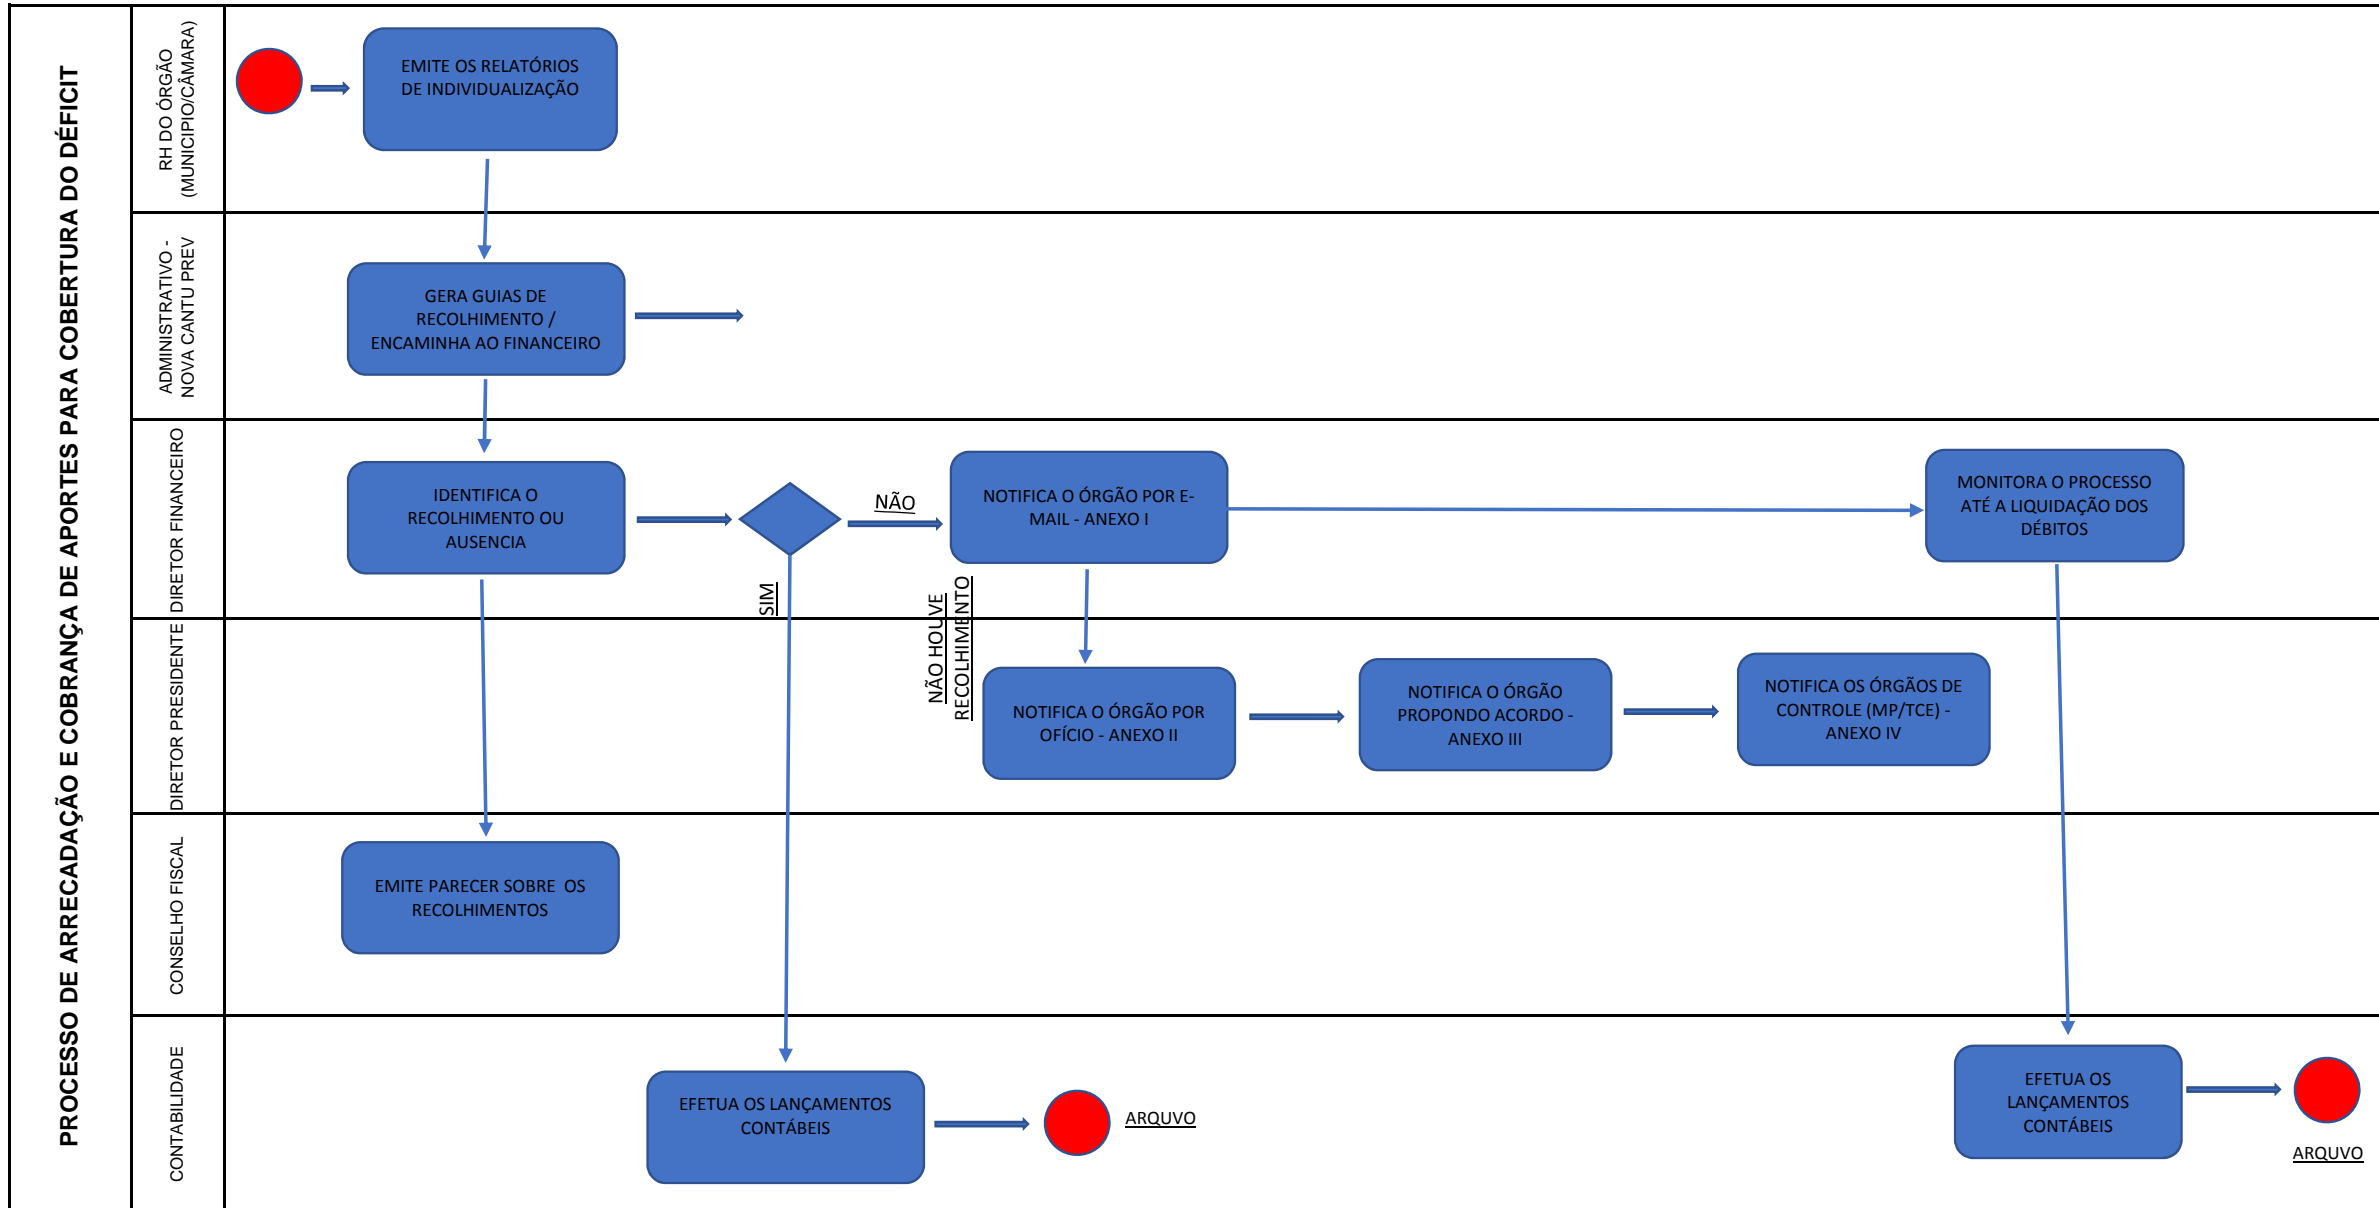 PROCESSO DE ARRECADAÇÃO E COBRANÇA DE APORTES PARA COBERTURA DO DÉFICIT
RH DO ÓRGÃO
(MUNICIPIO/CÂMARA)
EMITE OS RELATÓRIOS
DE INDIVIDUALIZAÇÃO
ADMINISTRATIVO -
NOVA CANTU PREV
GERA GUIAS DE
RECOLHIMENTO /
ENCAMINHA AO FINANCEIRO
DIRETOR FINANCEIRO
IDENTIFICA O
RECOLHIMENTO OU
AUSENCIA
NÃO
SIM
NOTIFICA O ÓRGÃO POR E-
MAIL - ANEXO I
MONITORA O PROCESSO
ATÉ A LIQUIDAÇÃO DOS
DÉBITOS
NÃO HOUVE
RECOLHIMENTO
DIRETOR PRESIDENTE
NOTIFICA O ÓRGÃO POR
OFÍCIO - ANEXO II
NOTIFICA O ÓRGÃO
PROPONDO ACORDO -
ANEXO III
NOTIFICA OS ÓRGÃOS DE
CONTROLE (MP/TCE) -
ANEXO IV
CONSELHO FISCAL
EMITE PARECER SOBRE  OS
RECOLHIMENTOS
CONTABILIDADE
EFETUA OS LANÇAMENTOS
CONTÁBEIS
ARQUVO
EFETUA OS
LANÇAMENTOS
CONTÁBEIS
ARQUVO